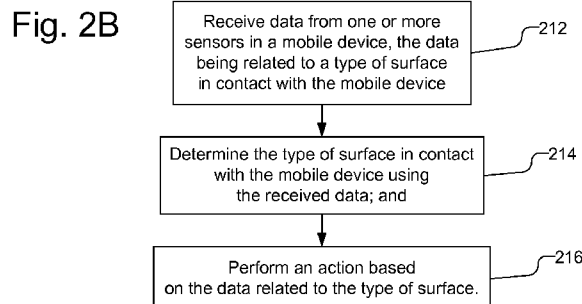 Fig. 2B
Receive data from one or more
sensors in a mobile device, the data
being related to a type of surface
in contact with the mobile device
212
Determine the type of surface in contact
with the mobile device using
the received data; and
214
Perform an action based
on the data related to the type of surface.
216